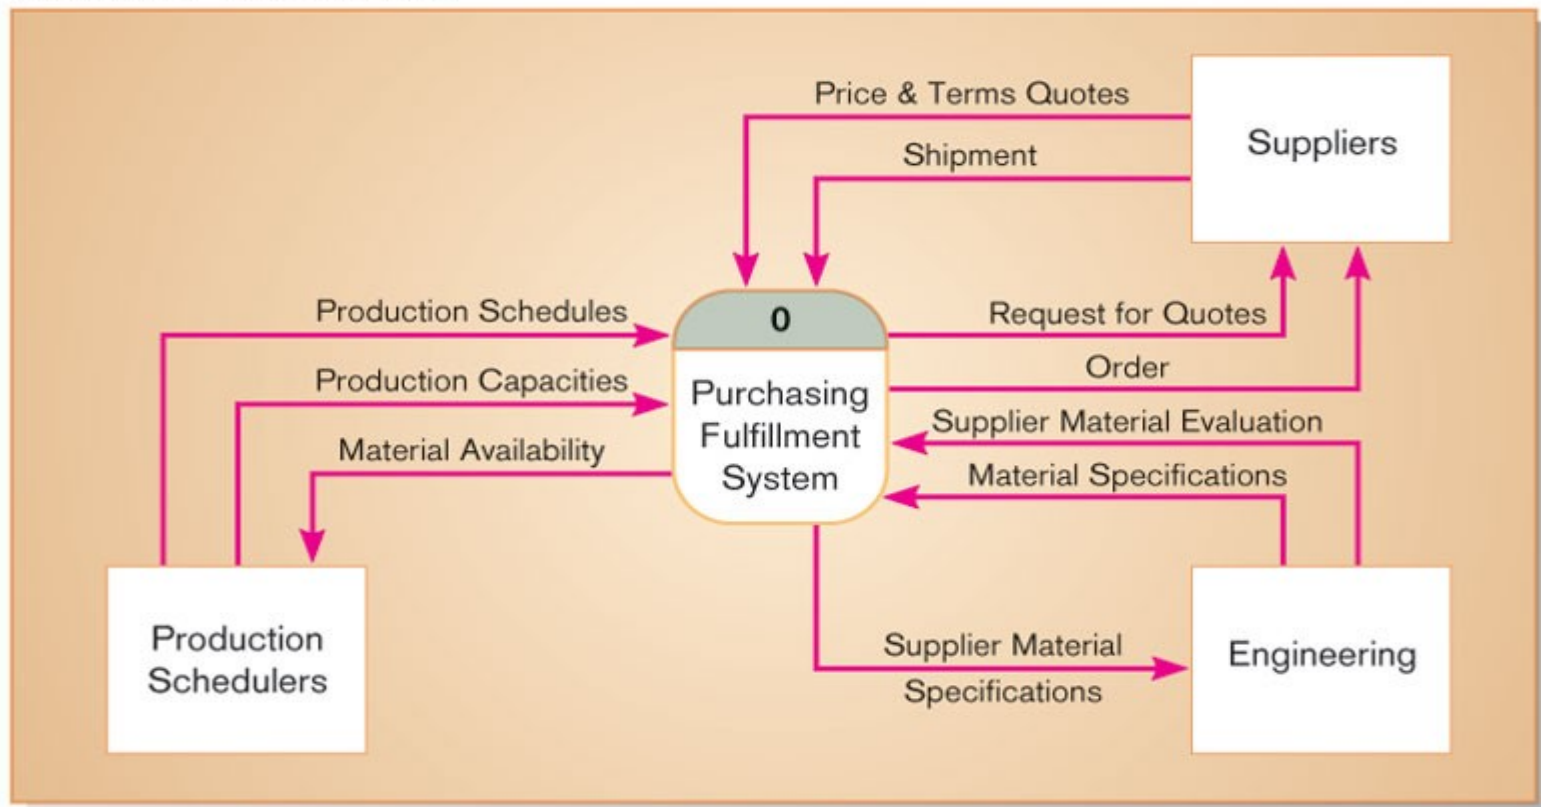 Price & Terms Quotes
Suppliers
Shipment
Production Schedules
0
Request for Quotes
Production Capacities
Purchasing
Fulfillment
System
Order
Material Availability
Supplier Material Evaluation
Material Specifications
Production
Schedulers
Supplier Material
Specifications
Engineering